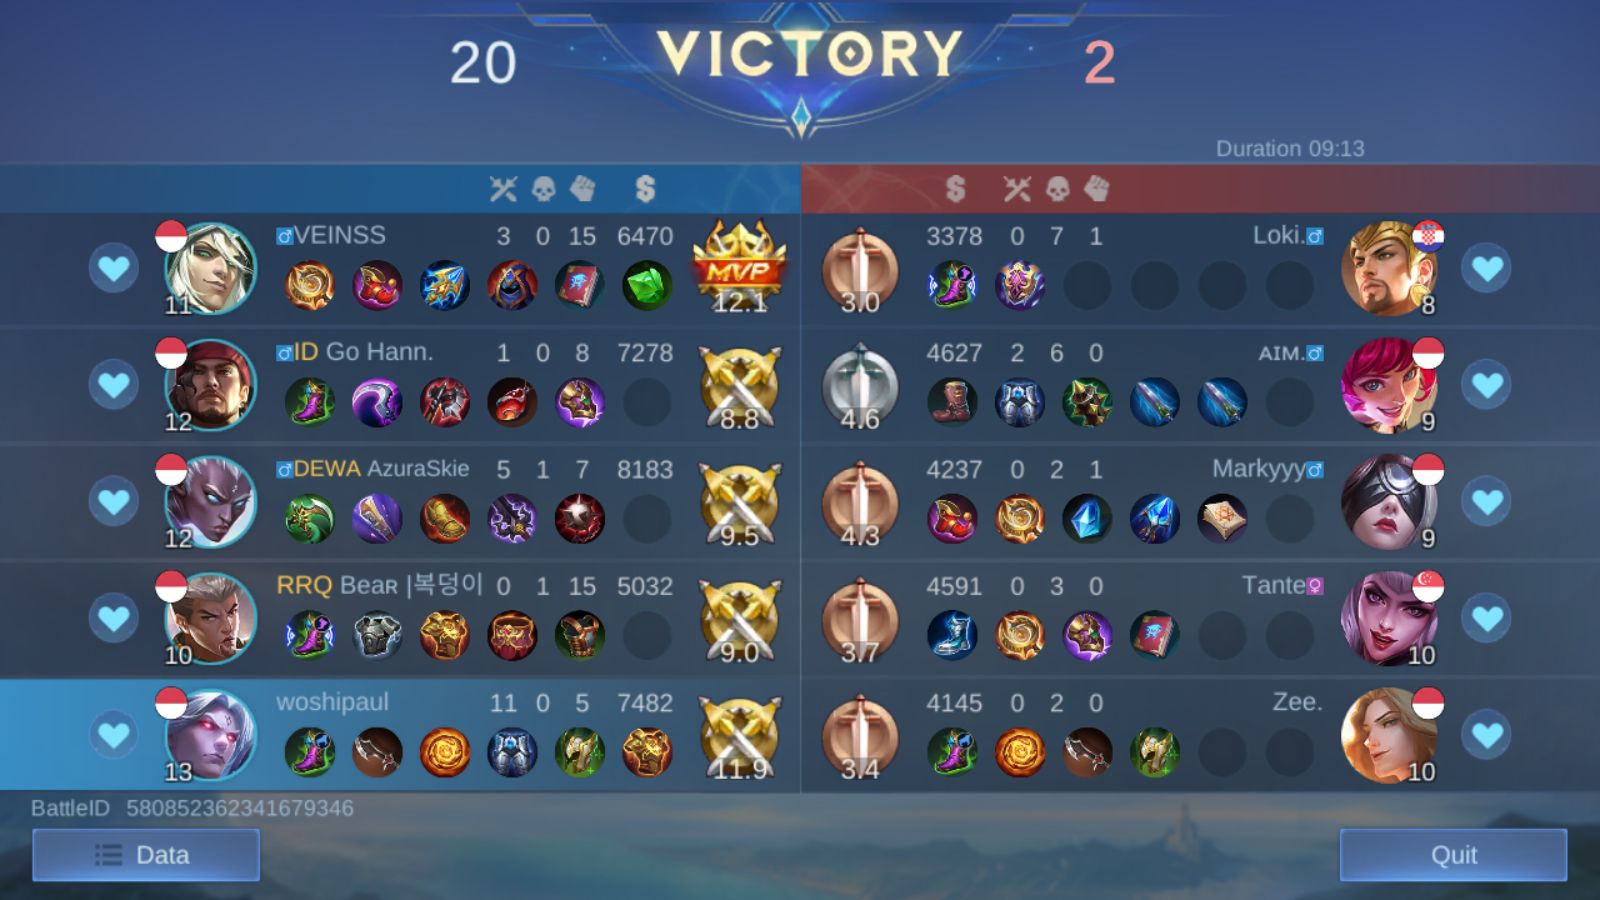 20 VICTORY 2
Duration 09:13
VEINSS 3 0 15 6470 MVP 12.1 11
3.0 3378 0 7 1 Loki. 8
ID Go Hann. 1 0 8 7278 8.8 12
4.6 4627 2 6 0 AIM. 9
DEWA AzuraSkie 5 1 7 8183 9.5 12
4.3 4237 0 2 1 Markyyy 9
RRQ Bear |복덩이 0 1 15 5032 9.0 10
3.7 4591 0 3 0 Tante 10
woshipaul 11 0 5 7482 11.9 13
3.4 4145 0 2 0 Zee. 10
BattleID 580852362341679346
Data
Quit